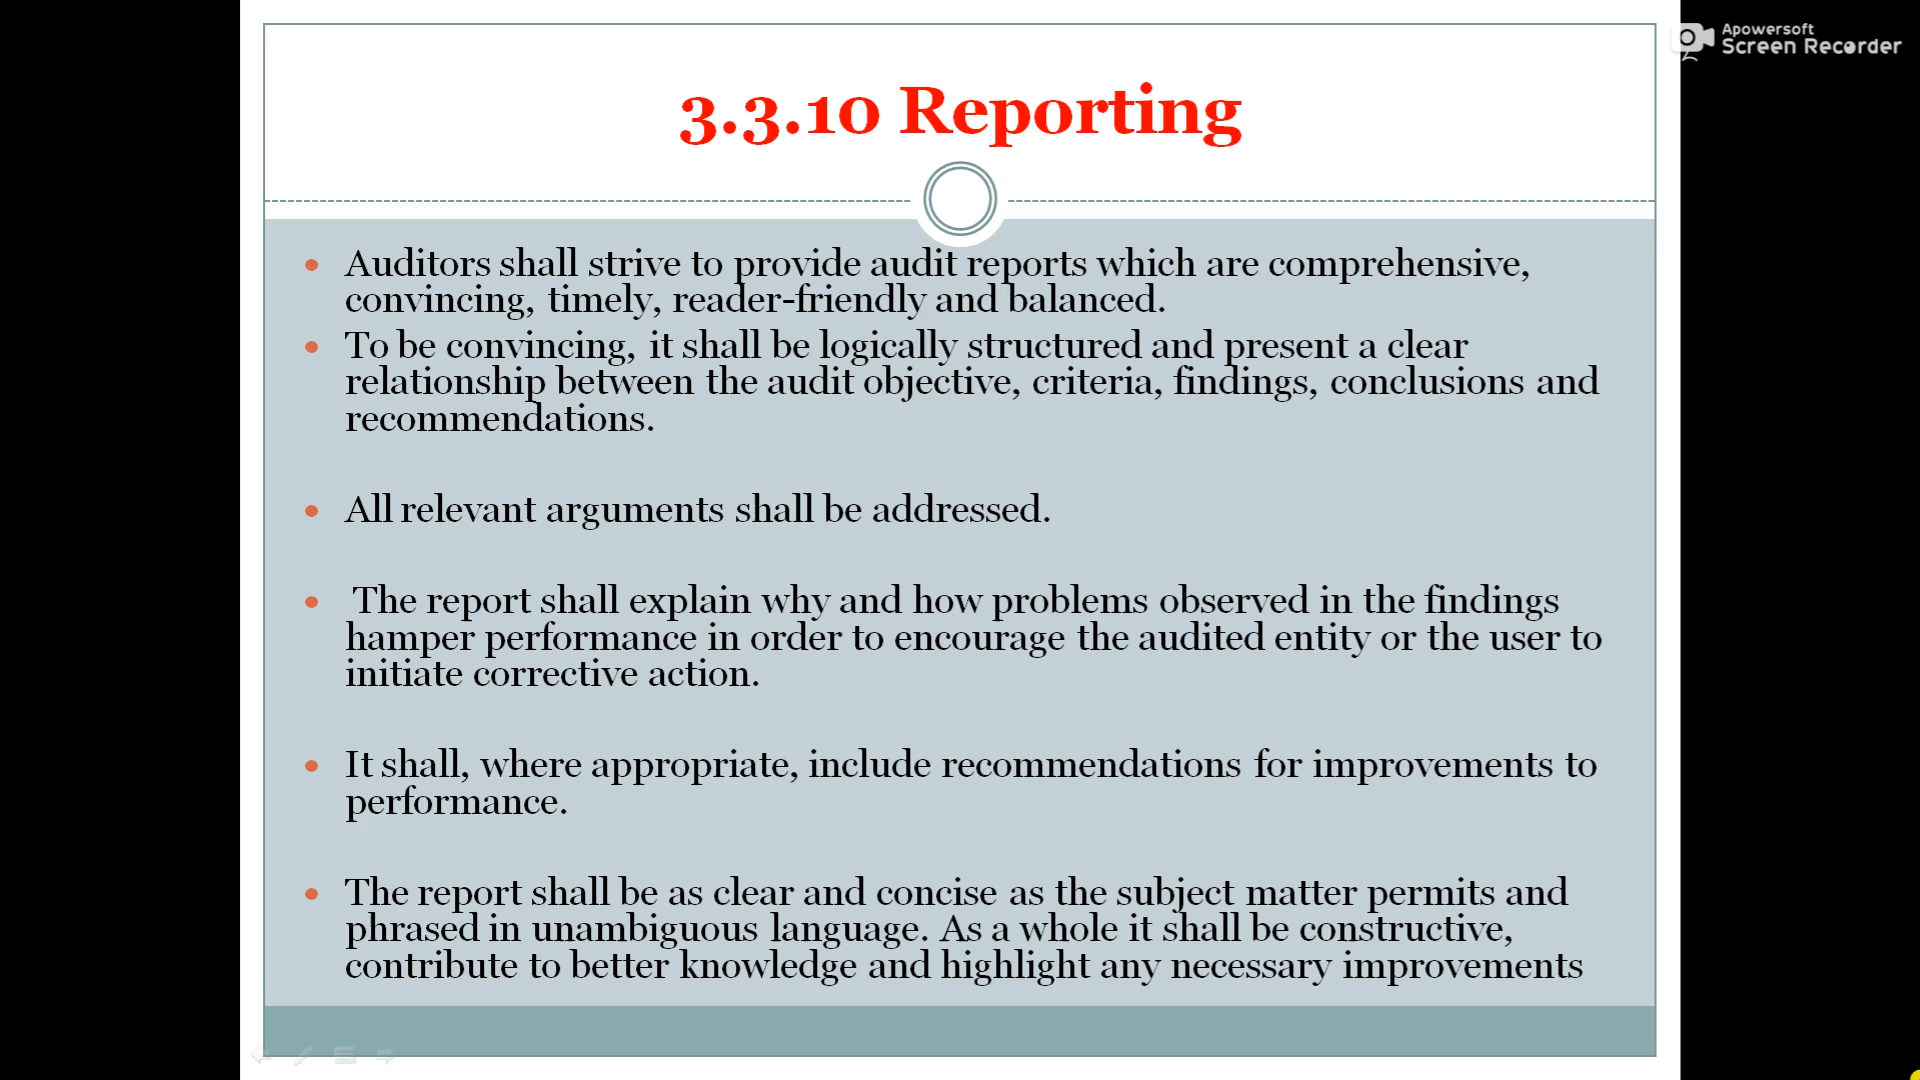 Apowersoft
Screen Recorder
3.3.10 Reporting
Auditors shall strive to provide audit reports which are comprehensive,
convincing, timely, reader-friendly and balanced.
To be convincing, it shall be logically structured and present a clear
relationship between the audit objective, criteria, findings, conclusions and
recommendations.
All relevant arguments shall be addressed.
The report shall explain why and how problems observed in the findings
hamper performance in order to encourage the audited entity or the user to
initiate corrective action.
It shall, where appropriate, include recommendations for improvements to
performance.
The report shall be as clear and concise as the subject matter permits and
phrased in unambiguous language. As a whole it shall be constructive,
contribute to better knowledge and highlight any necessary improvements